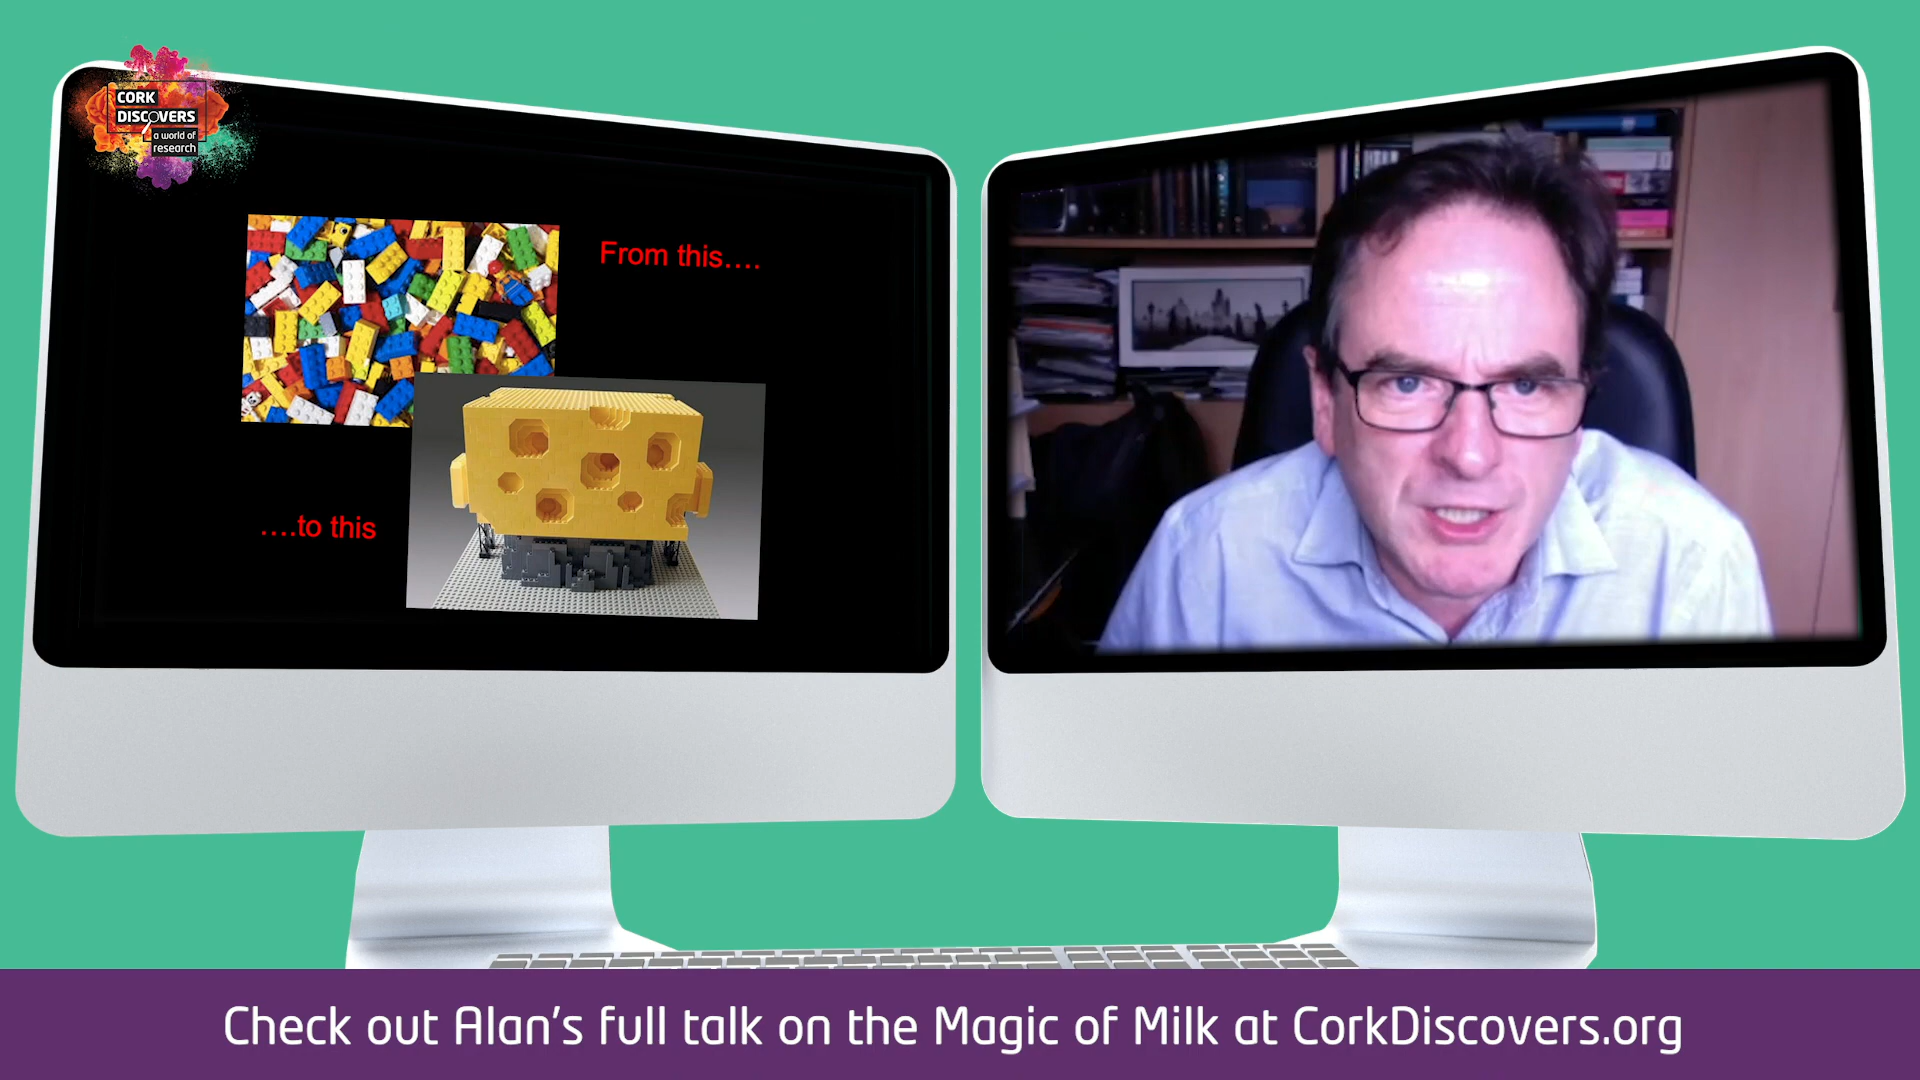 CORK
DISCOVERS
a world of
research
From this....
....to this
Check out Alan's full talk on the Magic of Milk at CorkDiscovers.org